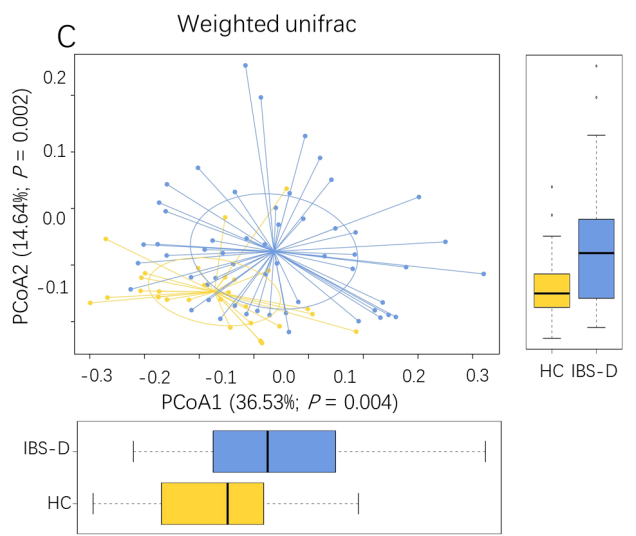 C
Weighted unifrac
PCoA2 (14.64%; P = 0.002)
0.2
0.1
0.0
-0.1
-0.3 -0.2 -0.1 0.0 0.1 0.2 0.3
PCoA1 (36.53%; P = 0.004)
HC IBS-D
IBS-D
HC